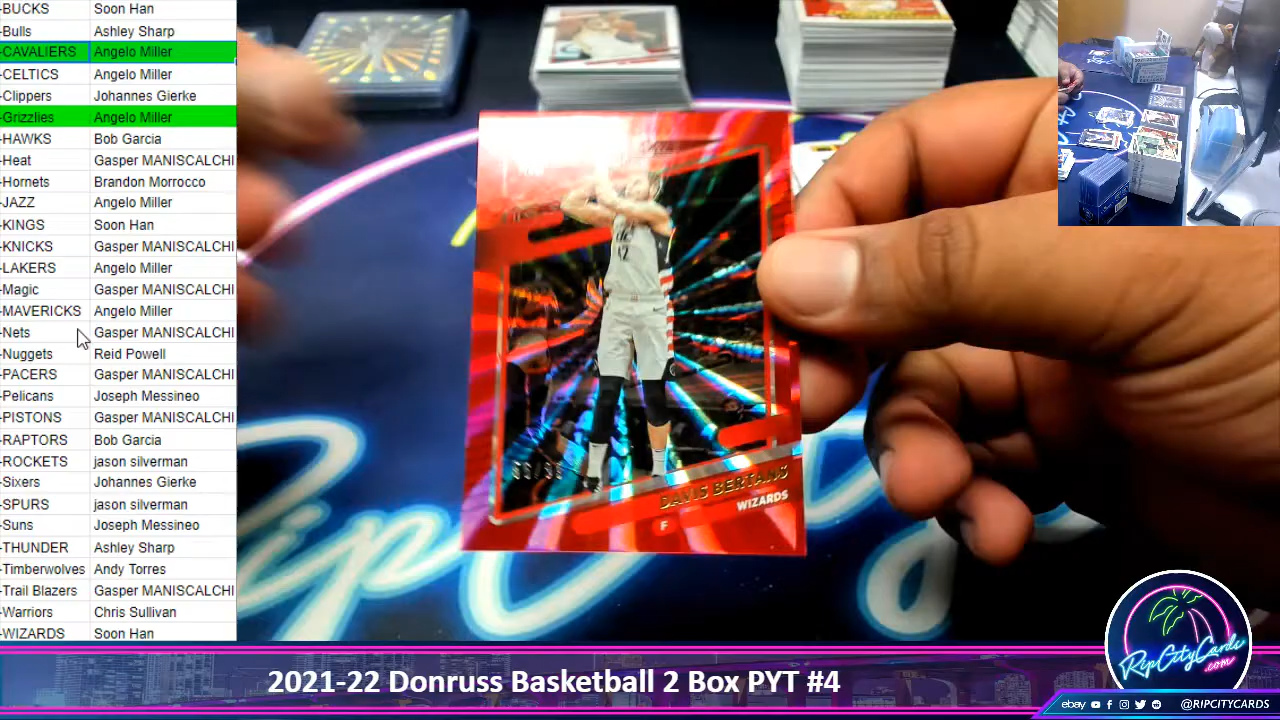 -BUCKS Soon Han
-Bulls Ashley Sharp
-CAVALIERS Angelo Miller
-CELTICS Angelo Miller
-Clippers Johannes Gierke
-Grizzlies Angelo Miller
-HAWKS Bob Garcia
-Heat Gasper MANISCALCHI
-Hornets Brandon Morrocco
-JAZZ Angelo Miller
-KINGS Soon Han
-KNICKS Gasper MANISCALCHI
-LAKERS Angelo Miller
-Magic Gasper MANISCALCHI
-MAVERICKS Angelo Miller
-Nets Gasper MANISCALCHI
-Nuggets Reid Powell
-PACERS Gasper MANISCALCHI
-Pelicans Joseph Messineo
-PISTONS Gasper MANISCALCHI
-RAPTORS Bob Garcia
-ROCKETS jason silverman
-Sixers Johannes Gierke
-SPURS jason silverman
-Suns Joseph Messineo
-THUNDER Ashley Sharp
-Timberwolves Andy Torres
-Trail Blazers Gasper MANISCALCHI
-Warriors Chris Sullivan
-WIZARDS Soon Han
DAVIS BERTANS
WIZARDS
F
2021-22 Donruss Basketball 2 Box PYT #4
RipCityCards
.com
ebay @RIPCITYCARDS